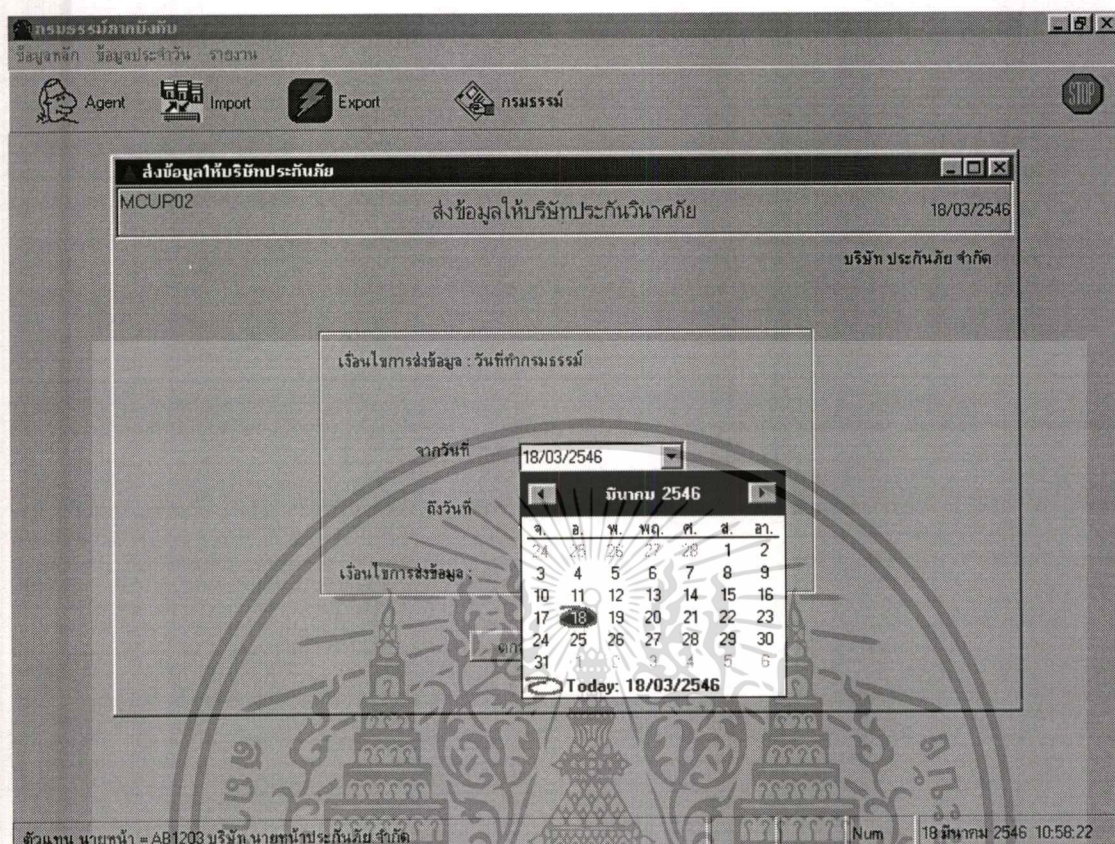 กรมธรรม์ภาคบังคับ
ข้อมูลหลัก ข้อมูลประจำวัน รายงาน
Agent Import Export กรมธรรม์ STOP
ส่งข้อมูลให้บริษัทประกันภัย
MCUP02 ส่งข้อมูลให้บริษัทประกันวินาศภัย 18/03/2546
บริษัท ประกันภัย จำกัด
เงื่อนไขการส่งข้อมูล : วันที่ทำกรมธรรม์
จากวันที่ 18/03/2546
มีนาคม 2546
ถึงวันที่
จ. อ. พ. พฤ. ศ. ส. อา.
24 25 26 27 28 1 2
3 4 5 6 7 8 9
เงื่อนไขการส่งข้อมูล :
10 11 12 13 14 15 16
17 18 19 20 21 22 23
ตก
24 25 26 27 28 29 30
31 1 2 3 4 5 6
Today: 18/03/2546
ตัวแทน นายหน้า = AB1203 บริษัท นายหน้าประกันภัย จำกัด Num 18 มีนาคม 2546 10:58:22